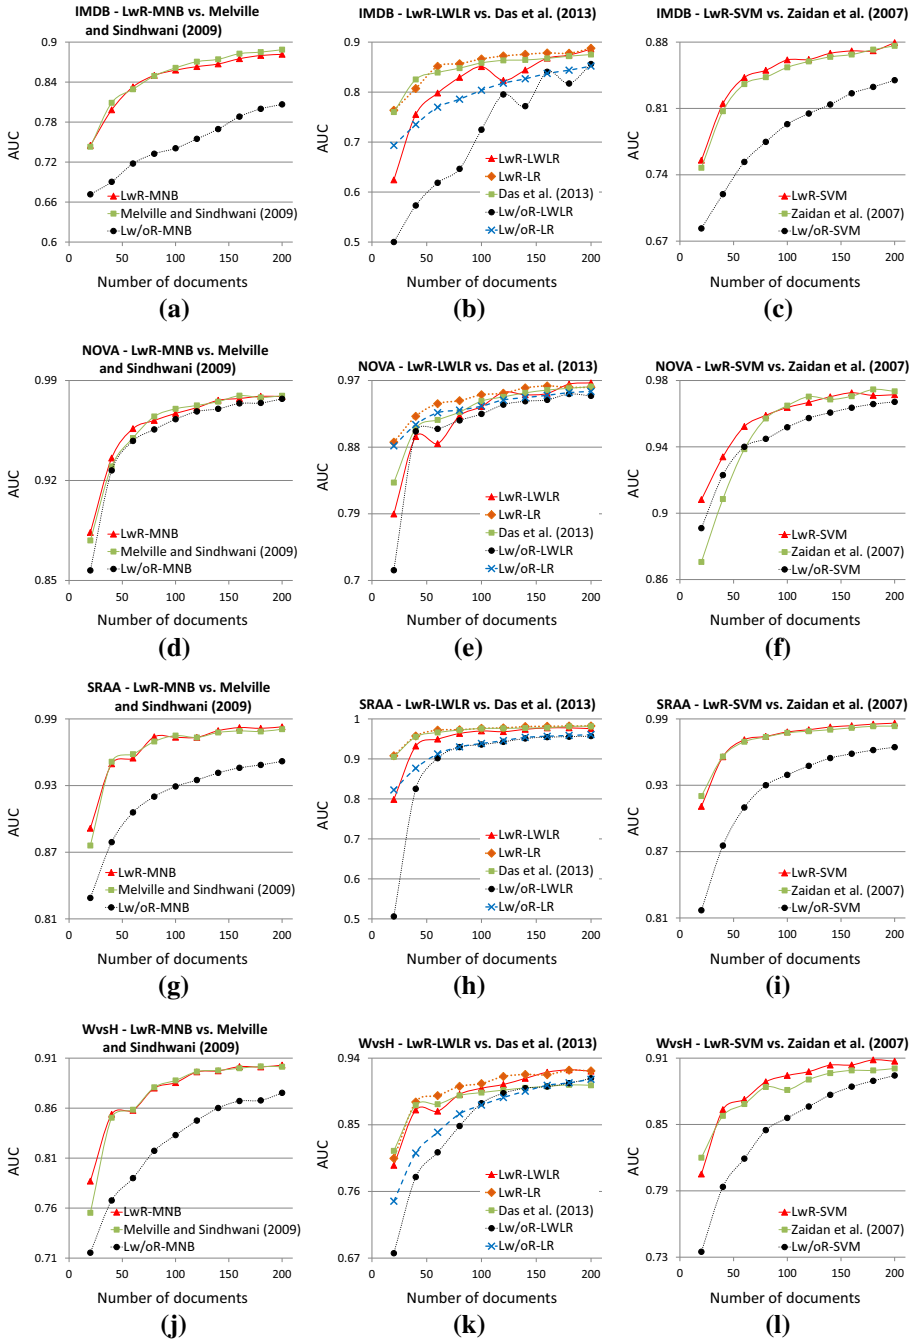 IMDB - LwR-MNB vs. Melville
and Sindhwani (2009)
0.9
0.84
0.78
0.72
0.66
0.6
AUC
LwR-MNB
Melville and Sindhwani (2009)
Lw/oR-MNB
0 50 100 150 200
Number of documents
(a)
IMDB - LwR-LWLR vs. Das et al. (2013)
0.9
0.8
0.7
0.6
0.5
AUC
LwR-LWLR
LwR-LR
Das et al. (2013)
Lw/oR-LWLR
Lw/oR-LR
0 50 100 150 200
Number of documents
(b)
IMDB - LwR-SVM vs. Zaidan et al. (2007)
0.88
0.81
0.74
0.67
AUC
LwR-SVM
Zaidan et al. (2007)
Lw/oR-SVM
0 50 100 150 200
Number of documents
(c)
NOVA - LwR-MNB vs. Melville
and Sindhwani (2009)
0.99
0.92
0.85
AUC
LwR-MNB
Melville and Sindhwani (2009)
Lw/oR-MNB
0 50 100 150 200
Number of documents
(d)
NOVA - LwR-LWLR vs. Das et al. (2013)
0.97
0.88
0.79
0.7
AUC
LwR-LWLR
LwR-LR
Das et al. (2013)
Lw/oR-LWLR
Lw/oR-LR
0 50 100 150 200
Number of documents
(e)
NOVA - LwR-SVM vs. Zaidan et al. (2007)
0.98
0.94
0.9
0.86
AUC
LwR-SVM
Zaidan et al. (2007)
Lw/oR-SVM
0 50 100 150 200
Number of documents
(f)
SRAA - LwR-MNB vs. Melville
and Sindhwani (2009)
0.99
0.93
0.87
0.81
AUC
LwR-MNB
Melville and Sindhwani (2009)
Lw/oR-MNB
0 50 100 150 200
Number of documents
(g)
SRAA - LwR-LWLR vs. Das et al. (2013)
1
0.9
0.8
0.7
0.6
0.5
AUC
LwR-LWLR
LwR-LR
Das et al. (2013)
Lw/oR-LWLR
Lw/oR-LR
0 50 100 150 200
Number of documents
(h)
SRAA - LwR-SVM vs. Zaidan et al. (2007)
0.99
0.93
0.87
0.81
AUC
LwR-SVM
Zaidan et al. (2007)
Lw/oR-SVM
0 50 100 150 200
Number of documents
(i)
WvsH - LwR-MNB vs. Melville
and Sindhwani (2009)
0.91
0.86
0.81
0.76
0.71
AUC
LwR-MNB
Melville and Sindhwani (2009)
Lw/oR-MNB
0 50 100 150 200
Number of documents
(j)
WvsH - LwR-LWLR vs. Das et al. (2013)
0.94
0.85
0.76
0.67
AUC
LwR-LWLR
LwR-LR
Das et al. (2013)
Lw/oR-LWLR
Lw/oR-LR
0 50 100 150 200
Number of documents
(k)
WvsH - LwR-SVM vs. Zaidan et al. (2007)
0.91
0.85
0.79
0.73
AUC
LwR-SVM
Zaidan et al. (2007)
Lw/oR-SVM
0 50 100 150 200
Number of documents
(l)